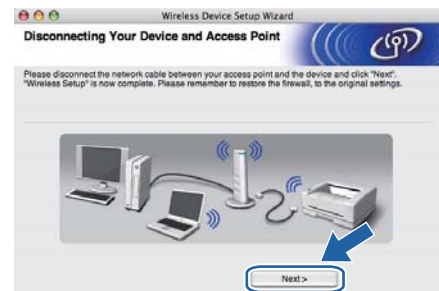 Wireless Device Setup Wizard
Disconnecting Your Device and Access Point
Please disconnect the network cable between your access point and the device and click "Next".
"Wireless Setup" is now complete. Please remember to restore the firewall, to the original settings.
Next >